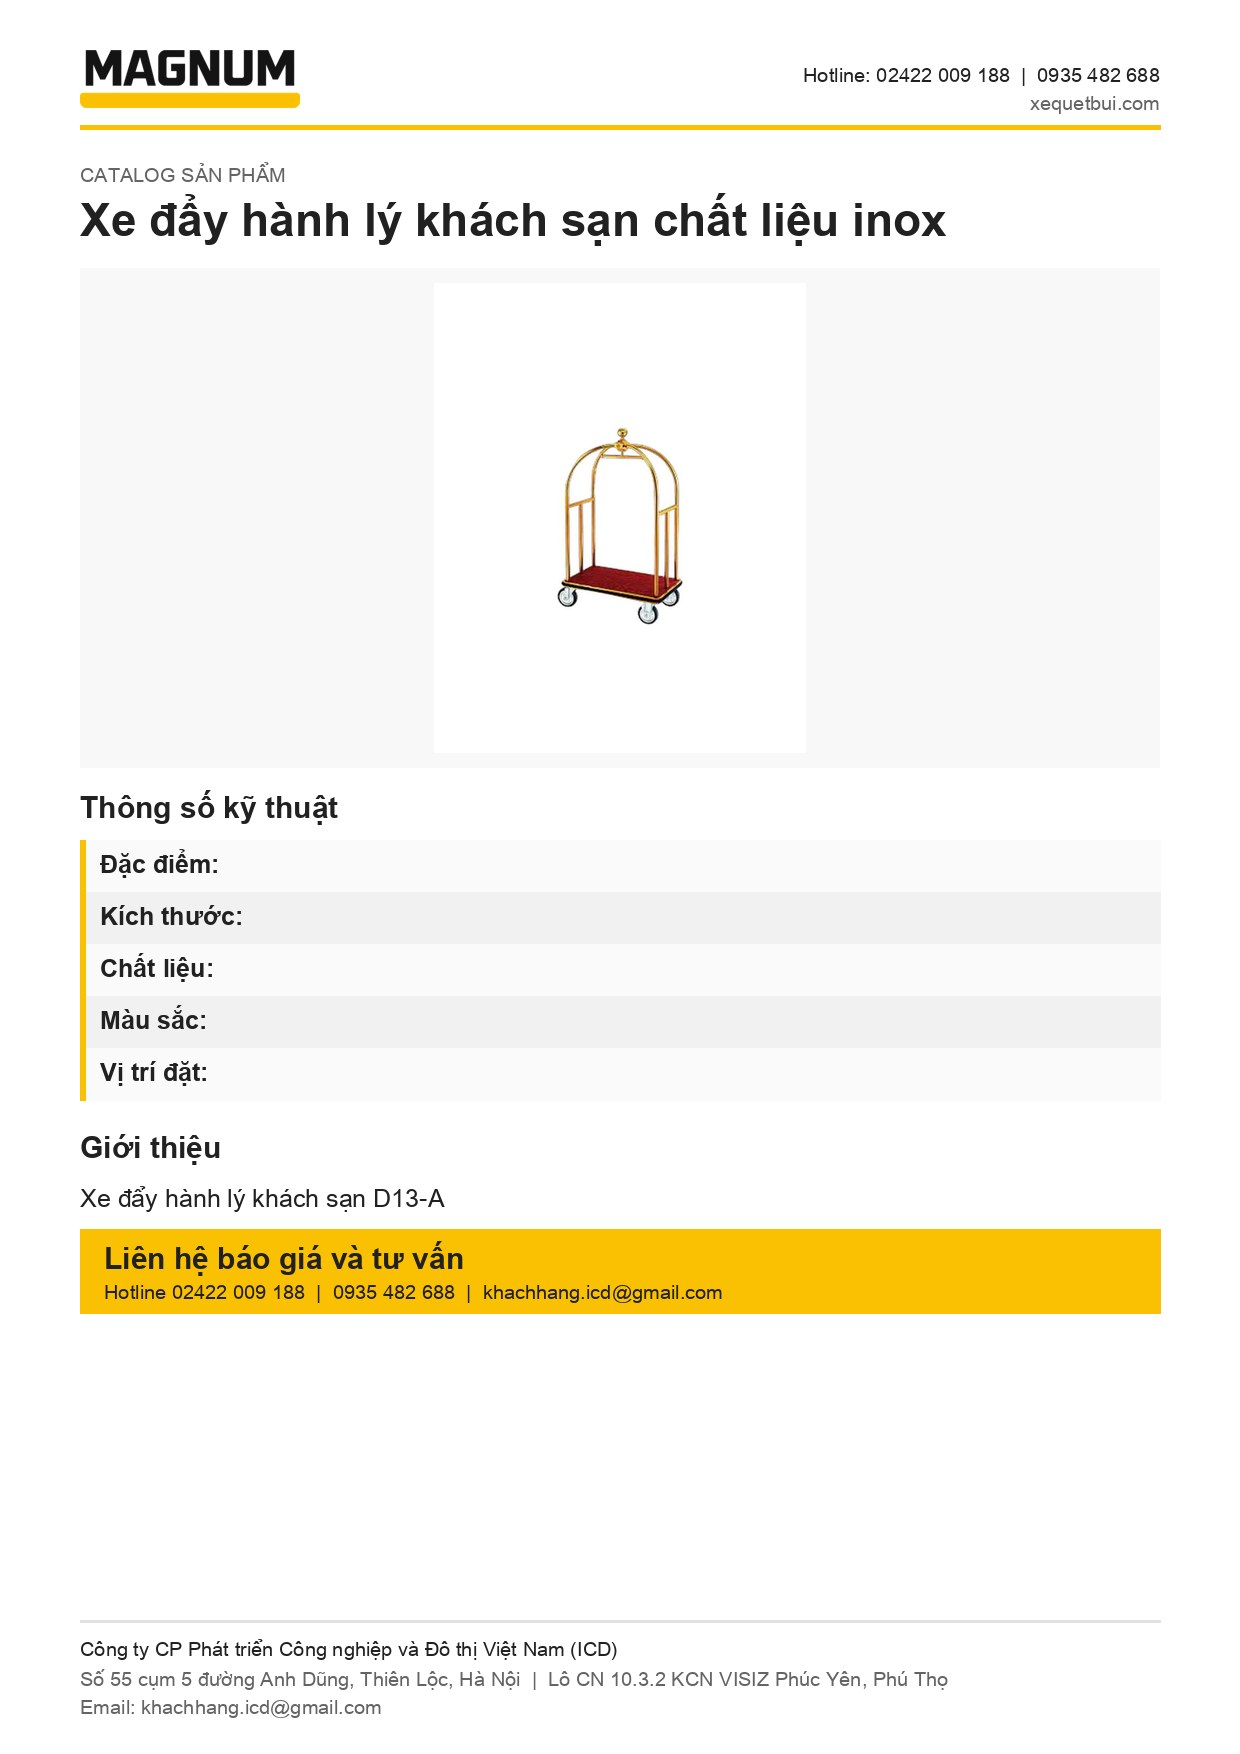 MAGNUM
Hotline: 02422 009 188 | 0935 482 688
xequetbui.com
CATALOG SẢN PHẨM
Xe đẩy hành lý khách sạn chất liệu inox
Thông số kỹ thuật
Đặc điểm:
Kích thước:
Chất liệu:
Màu sắc:
Vị trí đặt:
Giới thiệu
Xe đẩy hành lý khách sạn D13-A
Liên hệ báo giá và tư vấn
Hotline 02422 009 188 | 0935 482 688 | khachhang.icd@gmail.com
Công ty CP Phát triển Công nghiệp và Đô thị Việt Nam (ICD)
Số 55 cụm 5 đường Anh Dũng, Thiên Lộc, Hà Nội | Lô CN 10.3.2 KCN VISIZ Phúc Yên, Phú Thọ
Email: khachhang.icd@gmail.com